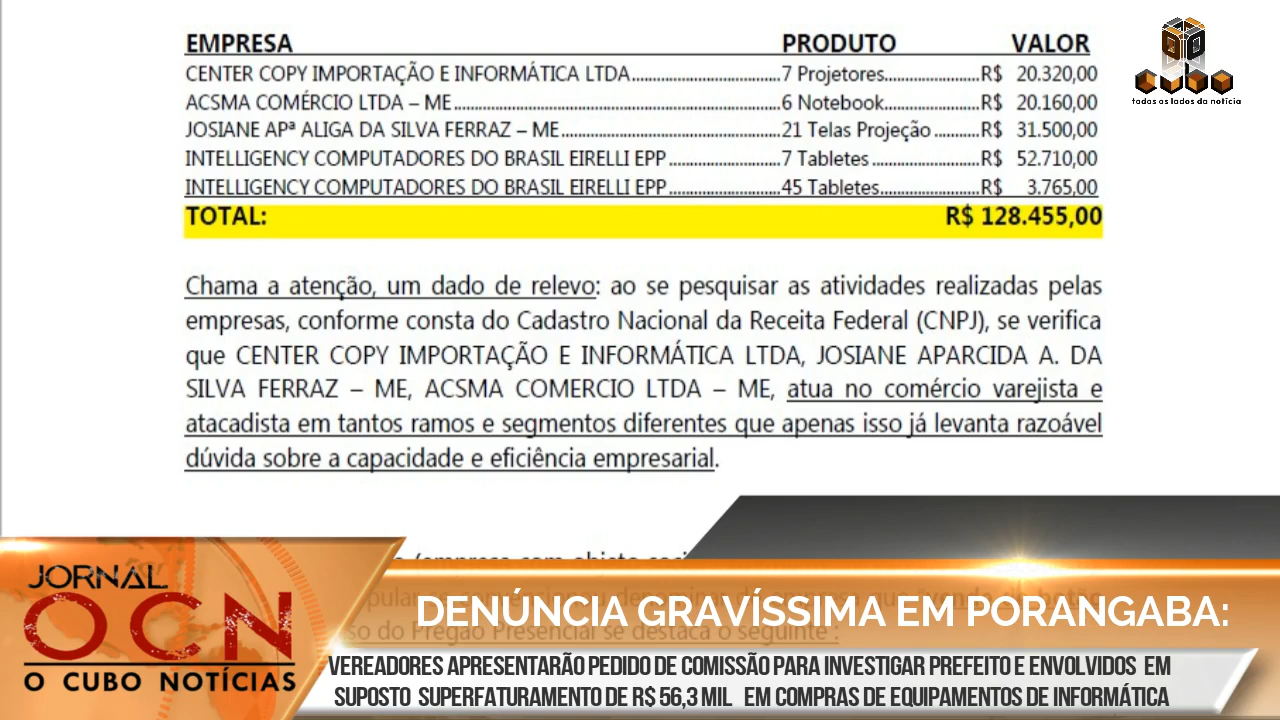 EMPRESA PRODUTO VALOR
CENTER COPY IMPORTAÇÃO E INFORMÁTICA LTDA...............................7 Projetores....................R$ 20.320,00
ACSMA COMÉRCIO LTDA – ME...............................6 Notebook....................R$ 20.160,00
JOSIANE APª ALIGA DA SILVA FERRAZ – ME...............................21 Telas Projeção..........R$ 31.500,00
INTELLIGENCY COMPUTADORES DO BRASIL EIRELLI EPP......................7 Tabletes......................R$ 52.710,00
INTELLIGENCY COMPUTADORES DO BRASIL EIRELLI EPP......................45 Tabletes....................R$ 3.765,00
TOTAL: R$ 128.455,00
CUBO
todos os lados da notícia
Chama a atenção, um dado de relevo: ao se pesquisar as atividades realizadas pelas
empresas, conforme consta do Cadastro Nacional da Receita Federal (CNPJ), se verifica
que CENTER COPY IMPORTAÇÃO E INFORMÁTICA LTDA, JOSIANE APARCIDA A. DA
SILVA FERRAZ – ME, ACSMA COMERCIO LTDA – ME, atua no comércio varejista e
atacadista em tantos ramos e segmentos diferentes que apenas isso já levanta razoável
dúvida sobre a capacidade e eficiência empresarial.
so do Pregão Presencial se destaca o seguinte :
JORNAL
OCN
O CUBO NOTÍCIAS
DENÚNCIA GRAVÍSSIMA EM PORANGABA:
VEREADORES APRESENTARÃO PEDIDO DE COMISSÃO PARA INVESTIGAR PREFEITO E ENVOLVIDOS EM
SUPOSTO SUPERFATURAMENTO DE R$ 56,3 MIL EM COMPRAS DE EQUIPAMENTOS DE INFORMÁTICA